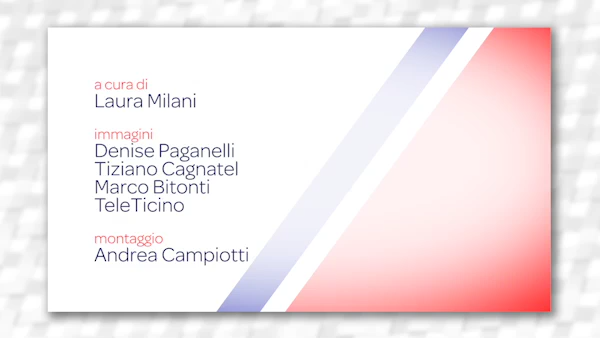 a cura di
Laura Milani
immagini
Denise Paganelli
Tiziano Cagnatel
Marco Bitonti
TeleTicino
montaggio
Andrea Campiotti